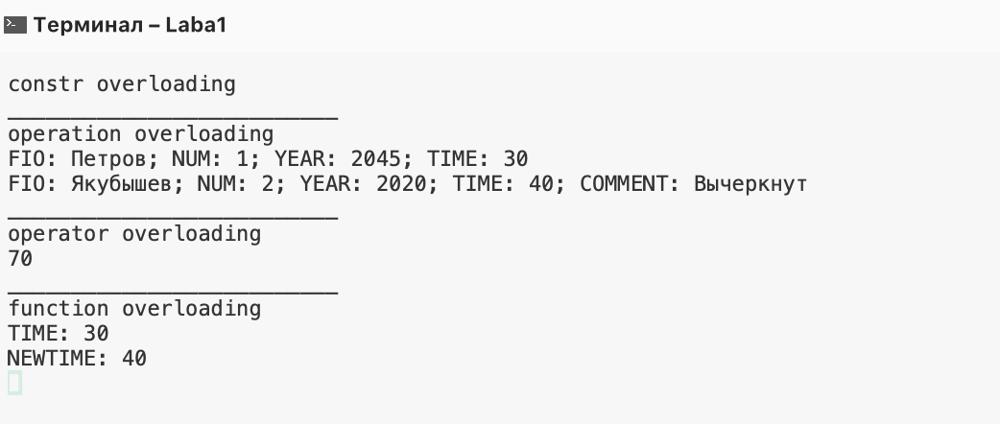 Терминал – Laba1
constr overloading
__________________________
operation overloading
FIO: Петров; NUM: 1; YEAR: 2045; TIME: 30
FIO: Якубышев; NUM: 2; YEAR: 2020; TIME: 40; COMMENT: Вычеркнут
__________________________
operator overloading
70
__________________________
function overloading
TIME: 30
NEWTIME: 40